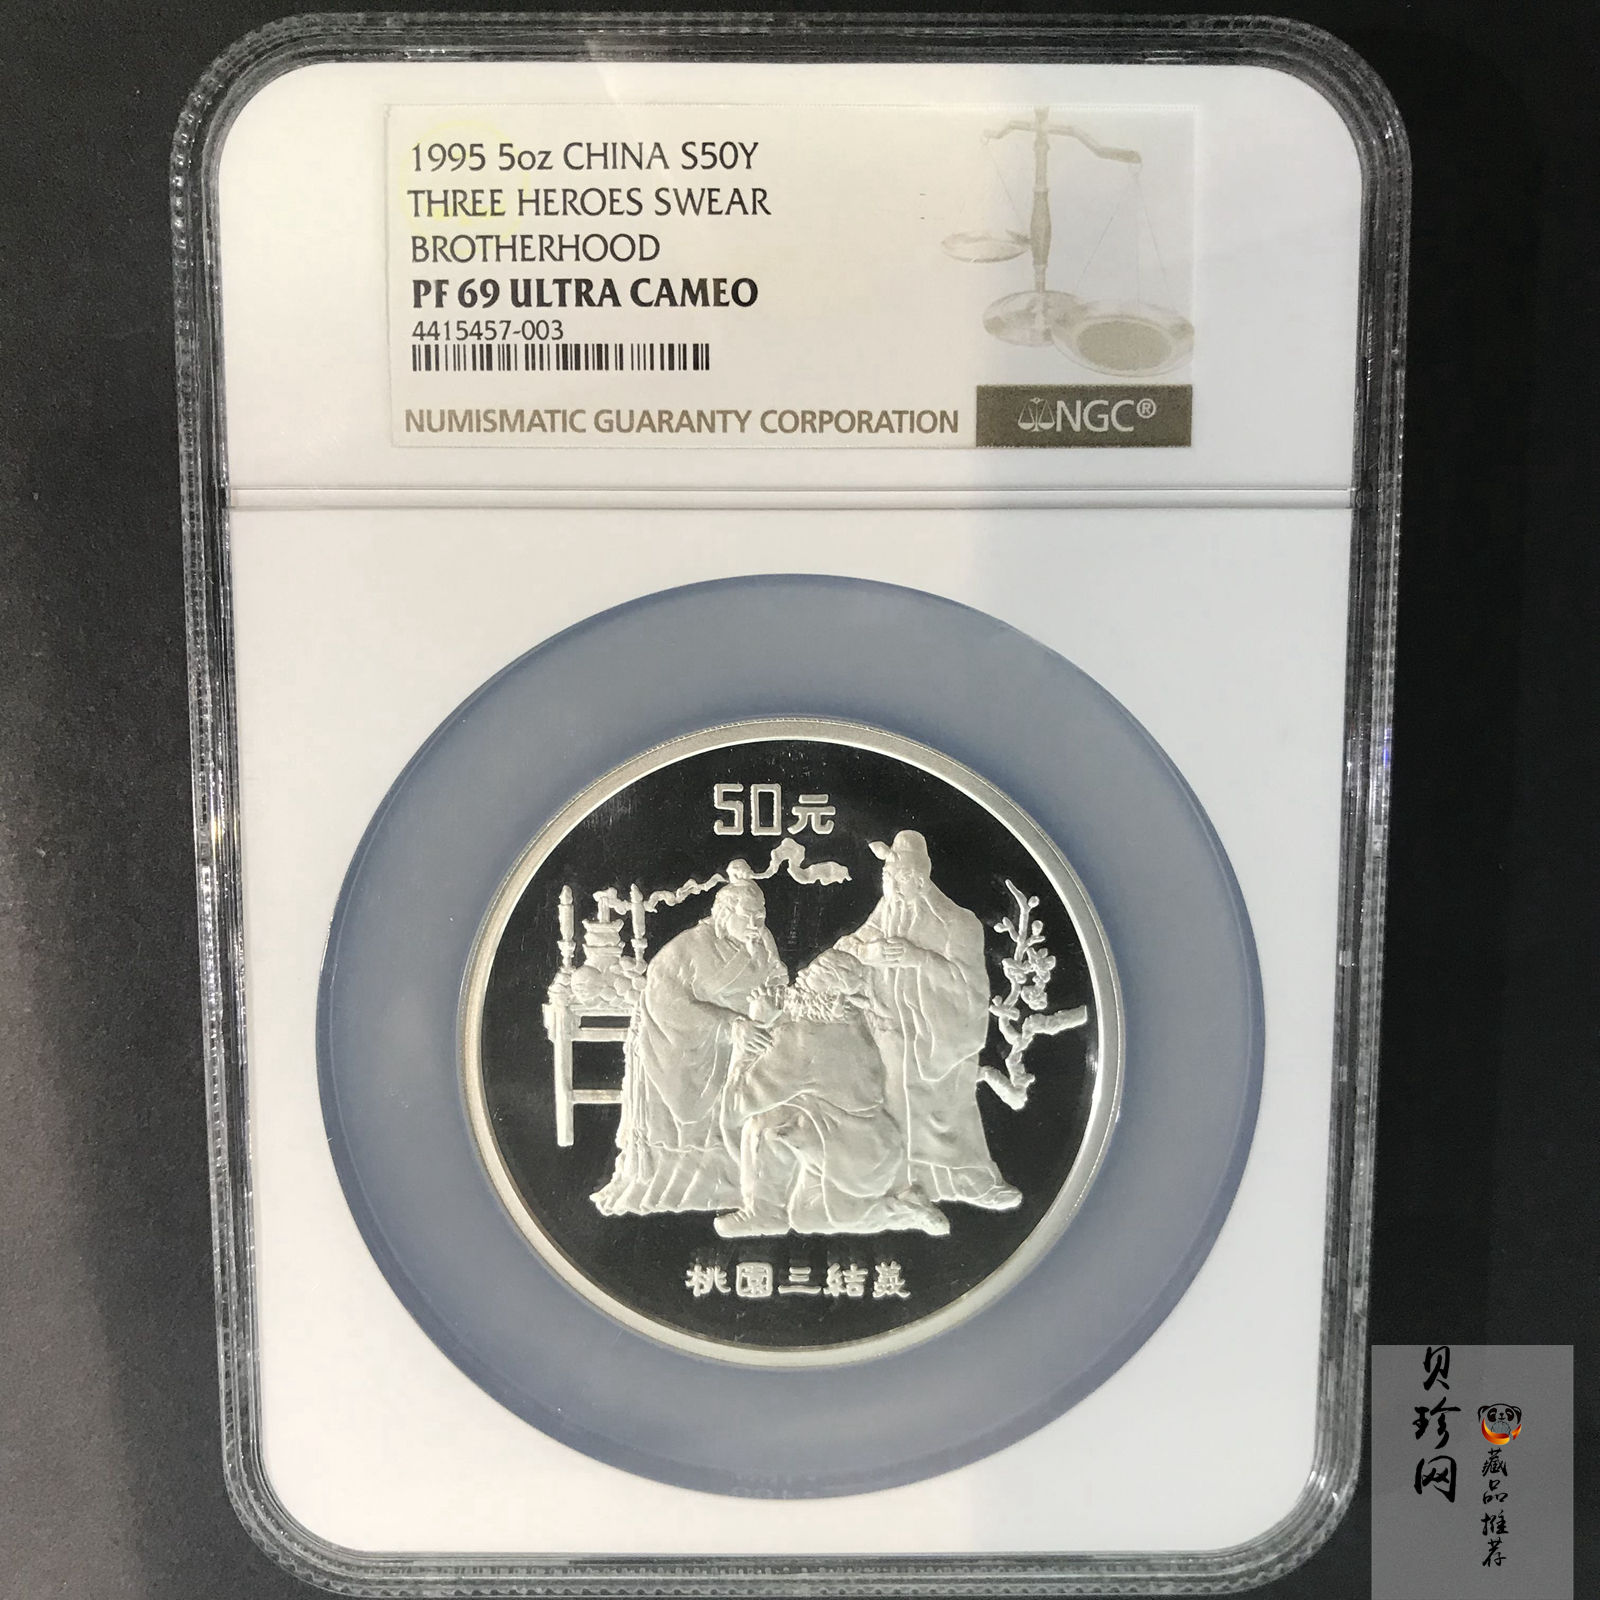 1995 5oz CHINA S50Y
THREE HEROES SWEAR
BROTHERHOOD
PF 69 ULTRA CAMEO
4415457-003
NUMISMATIC GUARANTY CORPORATION
NGC®
50元
桃園三結義
贝珍网
藏品推荐